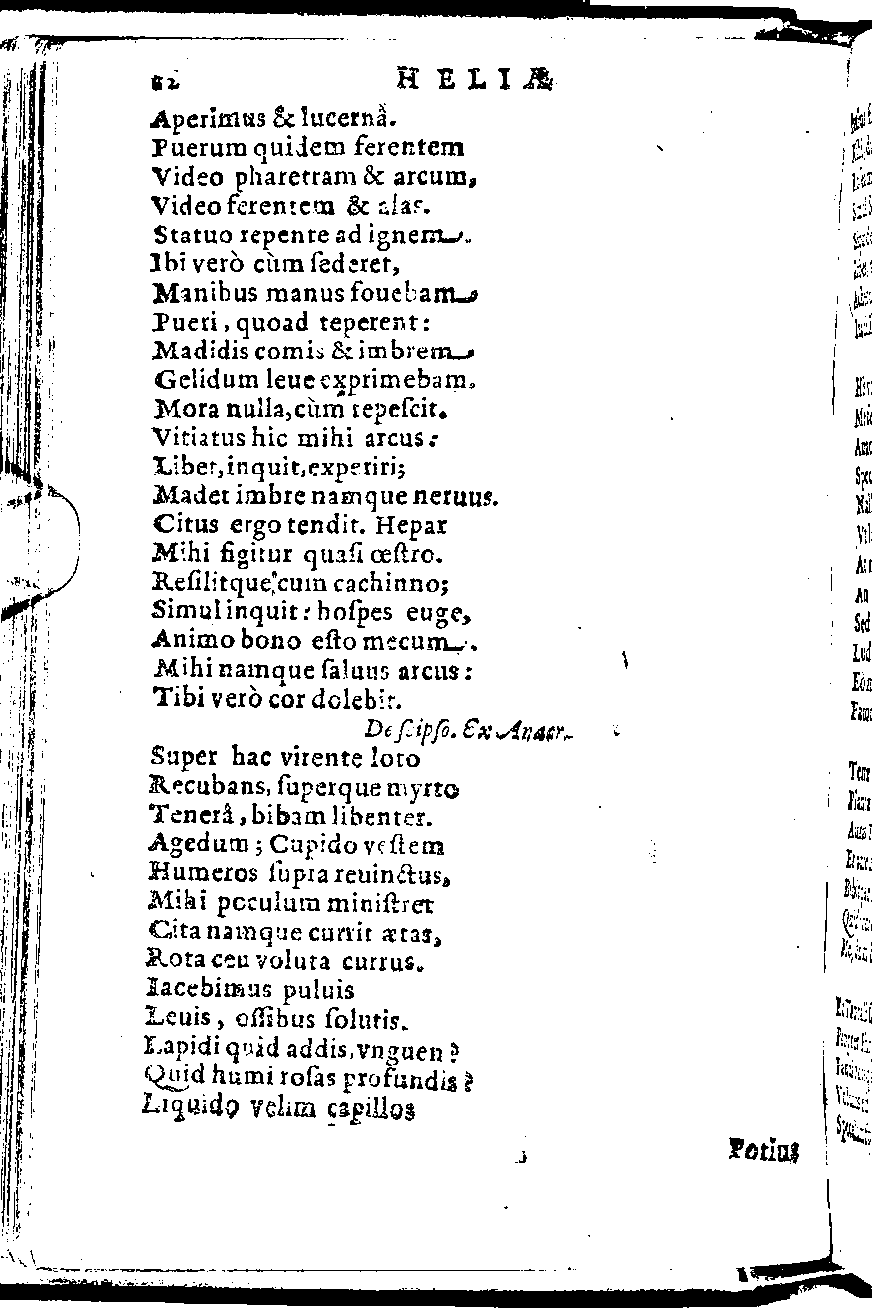 62 HELIÆ
Aperimus & lucernâ.
Puerum quidem ferentem
Video pharetram & arcum,
Video ferentem & alas.
Statuo repente ad ignem.
Ibi verò cùm ſederet,
Manibus manus fouebam,
Pueri, quoad teperent:
Madidis comis & imbrem,
Gelidum leue exprimebam.
Mora nulla, cùm tepeſcit.
Vitiatus hic mihi arcus:
Libet, inquit, experiri;
Madet imbre namque neruus.
Citus ergo tendit. Hepar
Mihi figitur quaſi œſtro.
Reſilitque cum cachinno;
Simul inquit: hoſpes euge,
Animo bono eſto mecum.
Mihi namque ſaluus arcus:
Tibi verò cor dolebit.
De ſeipſo. Ex Anacr.
Super hac virente loto
Recubans, ſuperque myrto
Tenerâ, bibam libenter.
Agedum; Cupido veſtem
Humeros ſupra reuinctus,
Mihi poculum miniſtret
Cita namque currit ætas,
Rota ceu voluta currus.
Iacebimus puluis
Leuis, oſſibus ſolutis.
Lapidi quid addis, vnguen?
Quid humi roſas profundis?
Liquido velim capillos
Potius